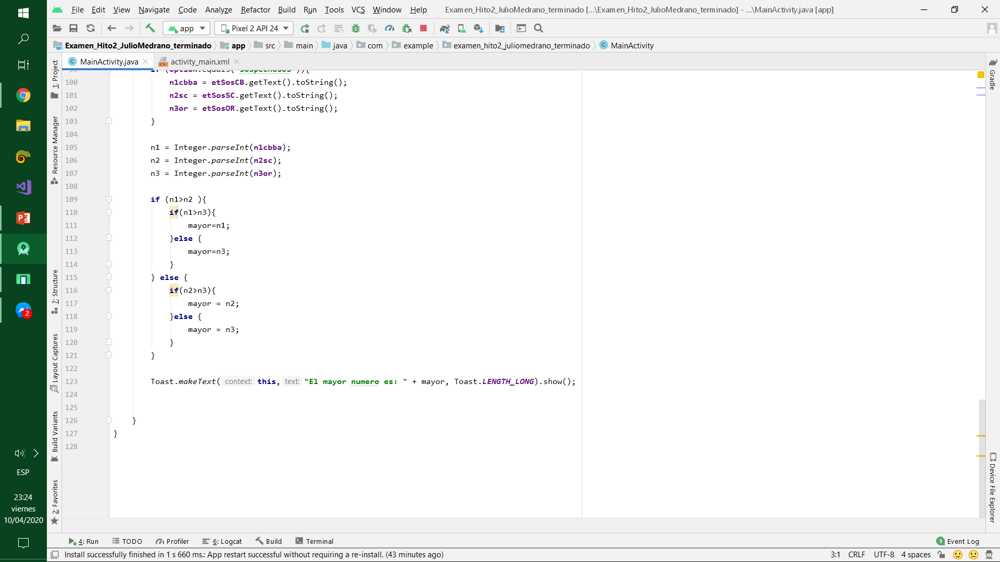 File Edit View Navigate Code Analyze Refactor Build Run Tools VCS Window Help Examen_Hito2_JulioMedrano_terminado [...\Examen_Hito2_JulioMedrano_terminado] - ...\MainActivity.java [app]
app Pixel 2 API 24
Examen_Hito2_JulioMedrano_terminado app src main java com example examen_hito2_juliomedrano_terminado MainActivity
MainActivity.java activity_main.xml
99 if (option.equals("sospechosos")){
100 n1cbba = etSosCB.getText().toString();
101 n2sc = etSosSC.getText().toString();
102 n3or = etSosOR.getText().toString();
103 }
104
105 n1 = Integer.parseInt(n1cbba);
106 n2 = Integer.parseInt(n2sc);
107 n3 = Integer.parseInt(n3or);
108
109 if (n1>n2 ){
110 if(n1>n3){
111 mayor=n1;
112 }else {
113 mayor=n3;
114 }
115 } else {
116 if(n2>n3){
117 mayor = n2;
118 }else {
119 mayor = n3;
120 }
121 }
122
123 Toast.makeText( context: this, text: "El mayor numero es: " + mayor, Toast.LENGTH_LONG).show();
124
125
126 }
127 }
128
1: Project
Resource Manager
7: Structure
Layout Captures
Build Variants
2: Favorites
Gradle
Device File Explorer
2
ESP
23:24
viernes
10/04/2020
4: Run TODO Profiler 6: Logcat Build Terminal 1 Event Log
Install successfully finished in 1 s 660 ms.: App restart successful without requiring a re-install. (43 minutes ago) 3:1 CRLF UTF-8 4 spaces